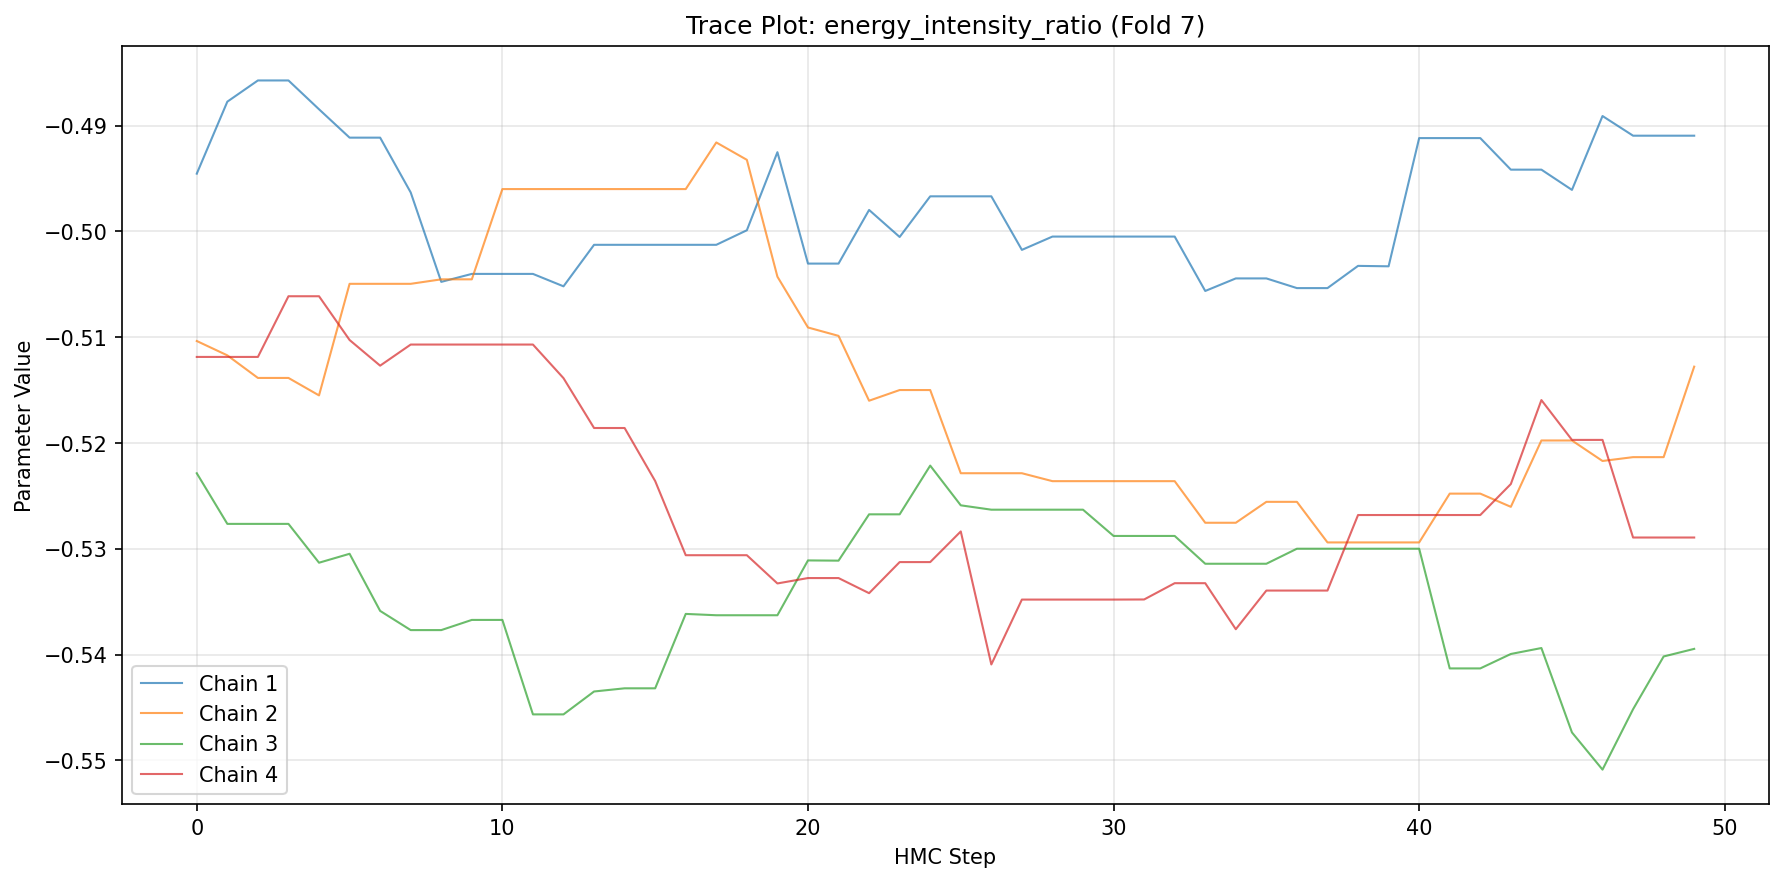 Trace Plot: energy_intensity_ratio (Fold 7)
−0.49
−0.50
−0.51
−0.52
−0.53
−0.54
−0.55
Parameter Value
Chain 1
Chain 2
Chain 3
Chain 4
0 10 20 30 40 50
HMC Step